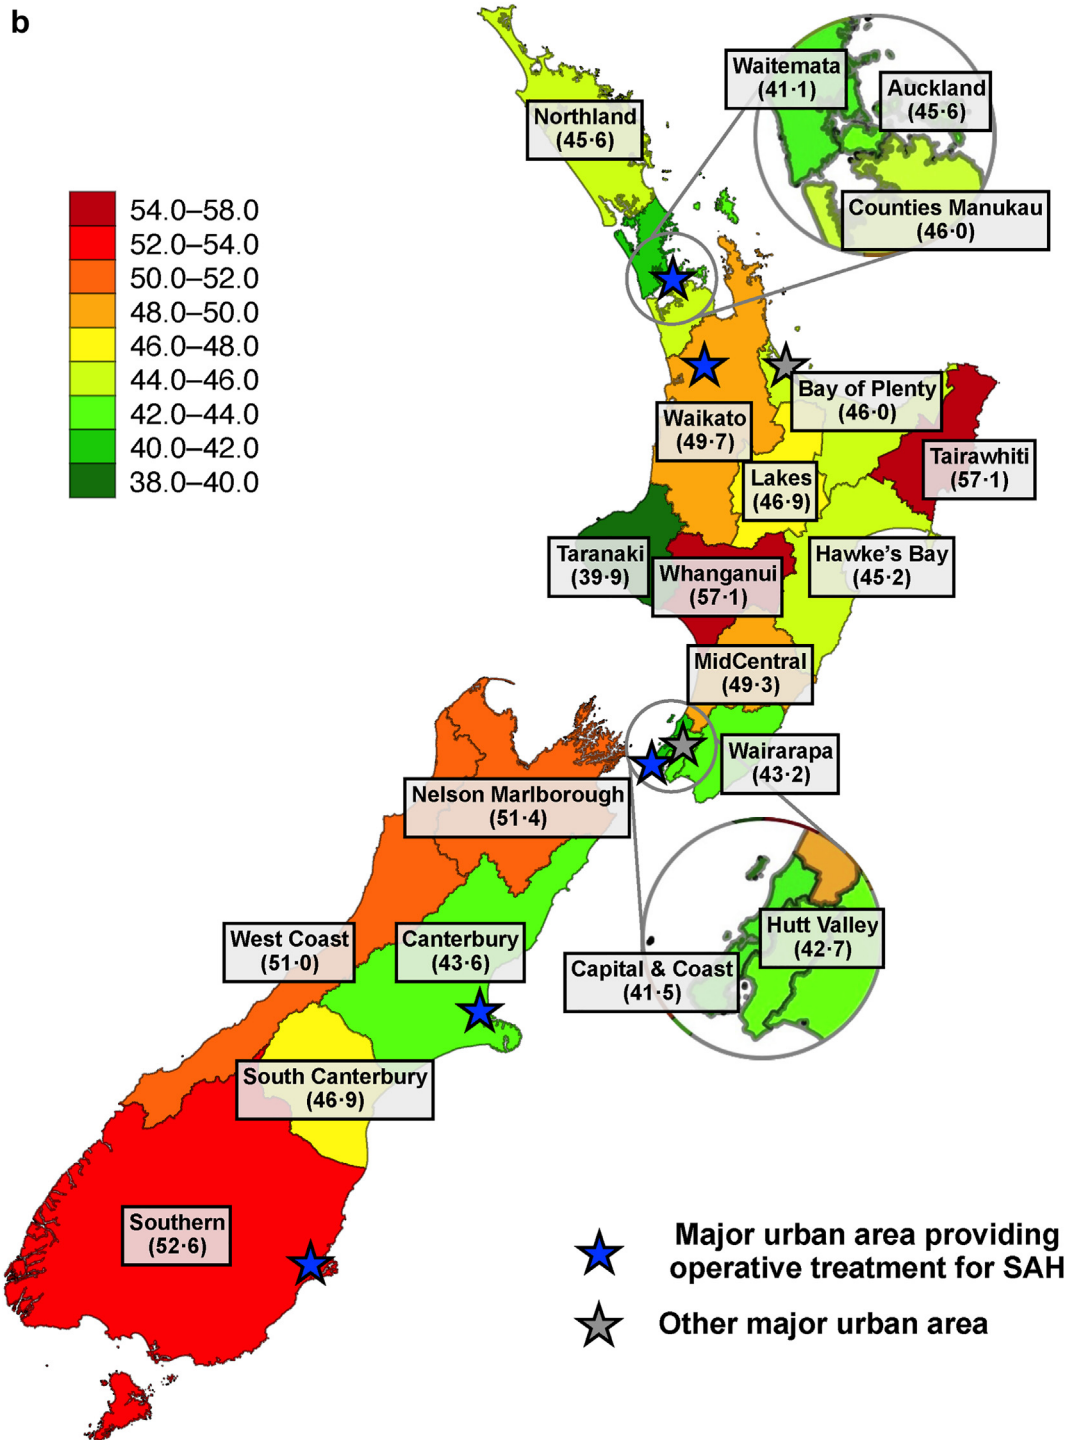 b
Waitemata
(41·1)
Auckland
(45·6)
Northland
(45·6)
Counties Manukau
(46·0)
54.0–58.0
52.0–54.0
50.0–52.0
48.0–50.0
46.0–48.0
44.0–46.0
42.0–44.0
40.0–42.0
38.0–40.0
Bay of Plenty
(46·0)
Waikato
(49·7)
Tairawhiti
(57·1)
Lakes
(46·9)
Taranaki
(39·9)
Whanganui
(57·1)
Hawke's Bay
(45·2)
MidCentral
(49·3)
Wairarapa
(43·2)
Nelson Marlborough
(51·4)
Hutt Valley
(42·7)
West Coast
(51·0)
Canterbury
(43·6)
Capital & Coast
(41·5)
South Canterbury
(46·9)
Southern
(52·6)
Major urban area providing
operative treatment for SAH
Other major urban area